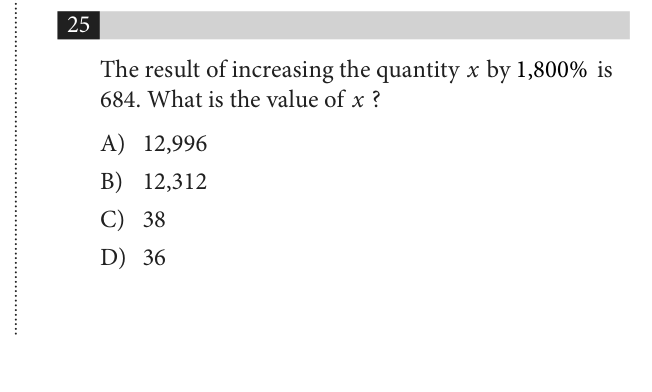 25
The result of increasing the quantity x by 1,800% is
684. What is the value of x ?
A) 12,996
B) 12,312
C) 38
D) 36